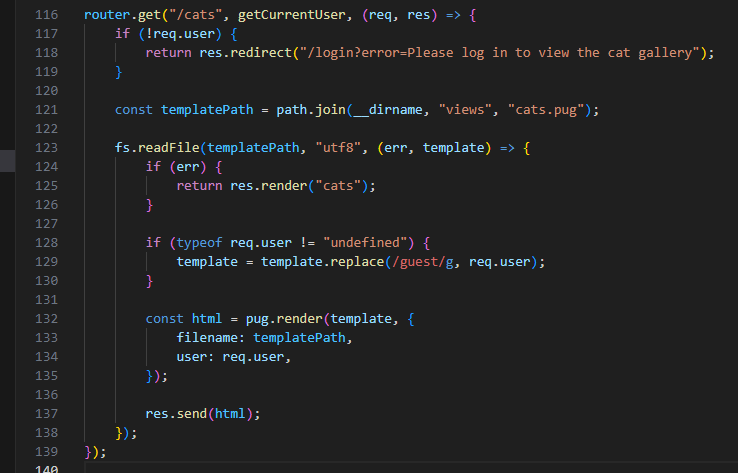 116 router.get("/cats", getCurrentUser, (req, res) => {
117     if (!req.user) {
118         return res.redirect("/login?error=Please log in to view the cat gallery");
119     }
120
121     const templatePath = path.join(__dirname, "views", "cats.pug");
122
123     fs.readFile(templatePath, "utf8", (err, template) => {
124         if (err) {
125             return res.render("cats");
126         }
127
128         if (typeof req.user != "undefined") {
129             template = template.replace(/guest/g, req.user);
130         }
131
132         const html = pug.render(template, {
133             filename: templatePath,
134             user: req.user,
135         });
136
137         res.send(html);
138     });
139 });
140